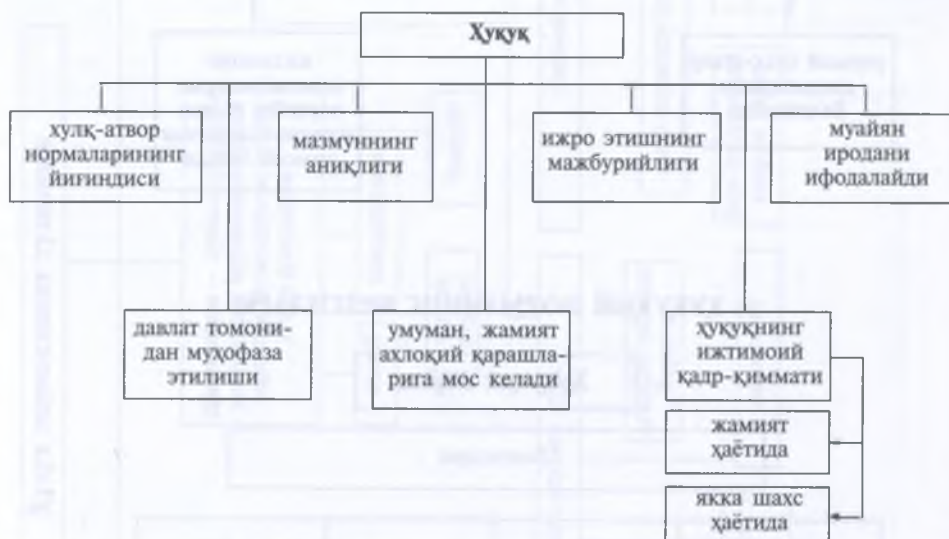 Ҳуқуқ
хулқ-атвор
нормаларининг
йиғиндиси
мазмуннинг
аниқлиги
ижро этишнинг
мажбурийлиги
муайян
иродани
ифодалайди
давлат томони-
дан муҳофаза
этилиши
умуман, жамият
ахлоқий қарашла-
рига мос келади
ҳуқуқнинг
ижтимоий
қадр-қиммати
жамият
ҳаётида
якка шахс
ҳаётида